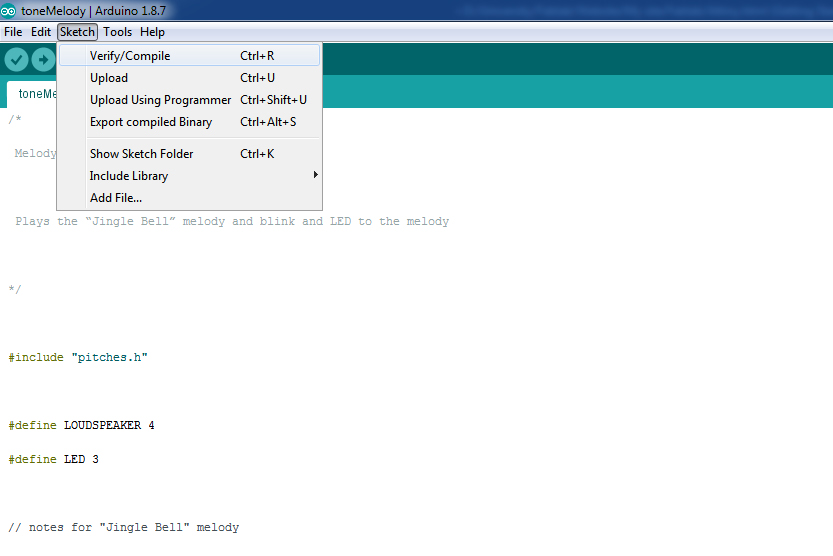 toneMelody | Arduino 1.8.7
File Edit Sketch Tools Help
Verify/Compile Ctrl+R
Upload Ctrl+U
Upload Using Programmer Ctrl+Shift+U
Export compiled Binary Ctrl+Alt+S
Show Sketch Folder Ctrl+K
Include Library
Add File...
toneMe
/*
Melody
Plays the “Jingle Bell” melody and blink and LED to the melody
*/
#include "pitches.h"
#define LOUDSPEAKER 4
#define LED 3
// notes for "Jingle Bell" melody